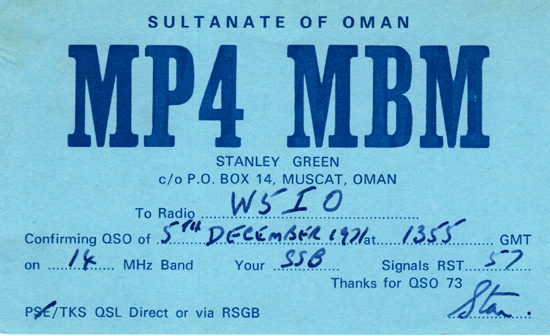 SULTANATE OF OMAN
MP4 MBM
STANLEY GREEN
c/o P.O. BOX 14, MUSCAT, OMAN
To Radio W5IO
Confirming QSO of 5TH DECEMBER 1971 at 1355 GMT
on 14 MHz Band Your SSB Signals RST 57
Thanks for QSO 73
PSE/TKS QSL Direct or via RSGB
Stan.